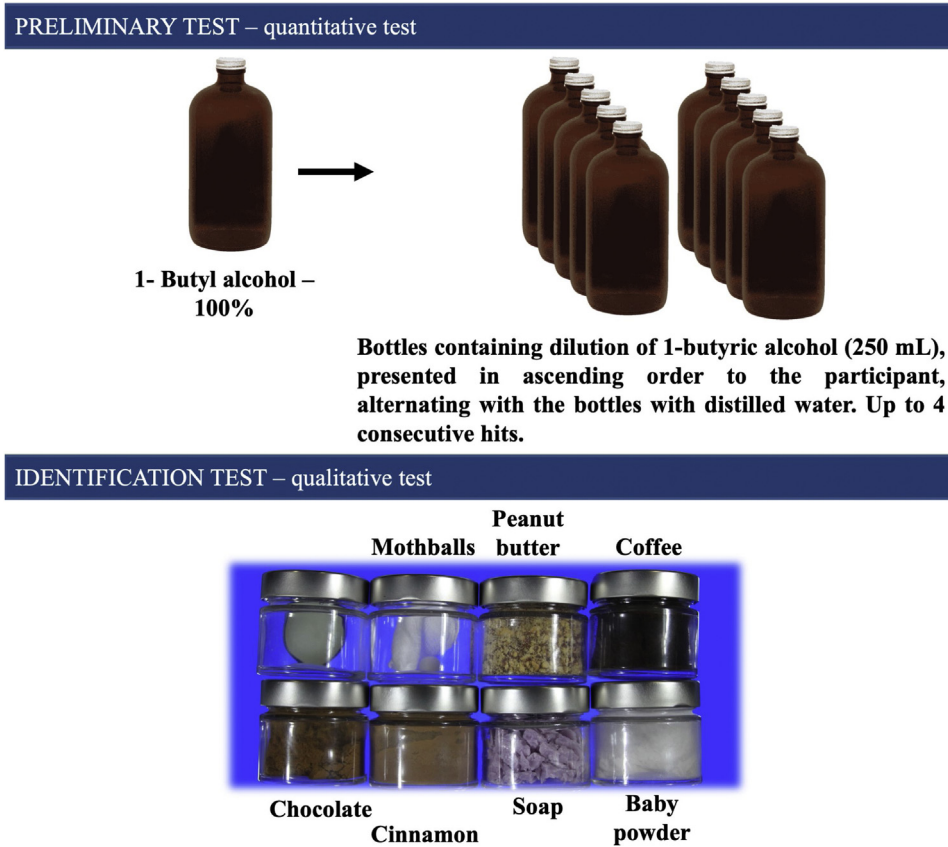 PRELIMINARY TEST – quantitative test
1- Butyl alcohol –
100%
Bottles containing dilution of 1-butyric alcohol (250 mL),
presented in ascending order to the participant,
alternating with the bottles with distilled water. Up to 4
consecutive hits.
IDENTIFICATION TEST – qualitative test
Mothballs
Peanut
butter
Coffee
Chocolate
Cinnamon
Soap
Baby
powder